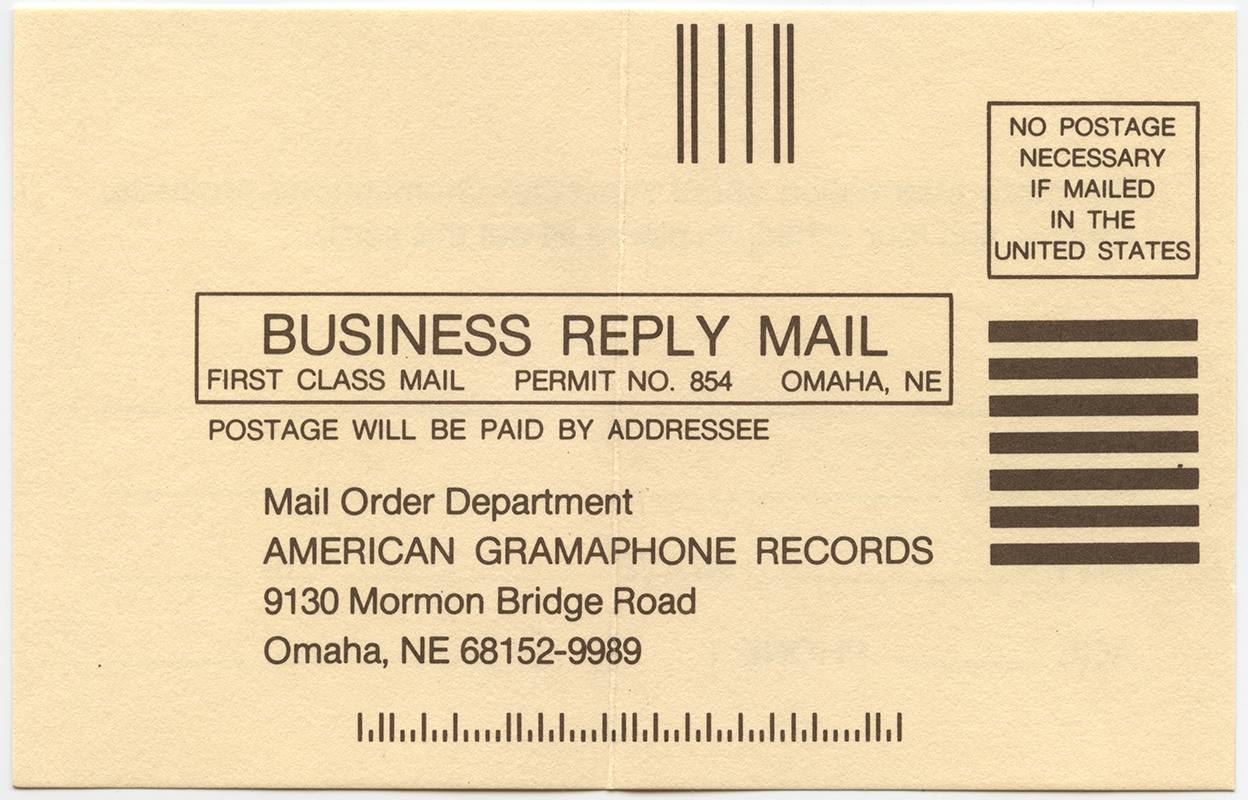 NO POSTAGE
NECESSARY
IF MAILED
IN THE
UNITED STATES
BUSINESS REPLY MAIL
FIRST CLASS MAIL PERMIT NO. 854 OMAHA, NE
POSTAGE WILL BE PAID BY ADDRESSEE
Mail Order Department
AMERICAN GRAMAPHONE RECORDS
9130 Mormon Bridge Road
Omaha, NE 68152-9989